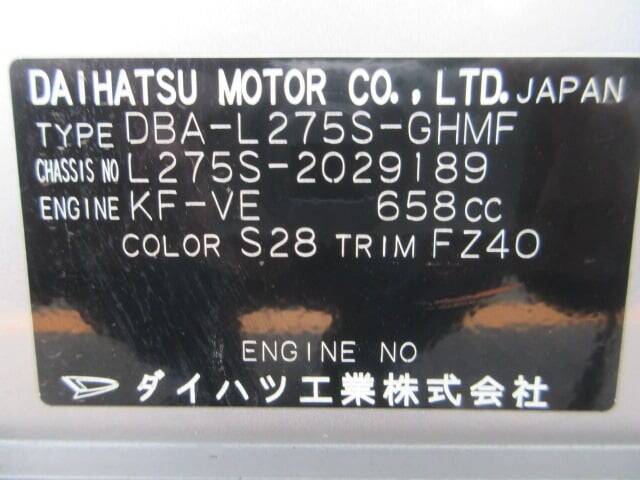 DAIHATSU MOTOR CO., LTD. JAPAN
TYPE DBA-L275S-GHMF
CHASSIS NO L275S-2029189
ENGINE KF-VE 658CC
COLOR S28 TRIM FZ40
ENGINE NO
ダイハツ工業株式会社